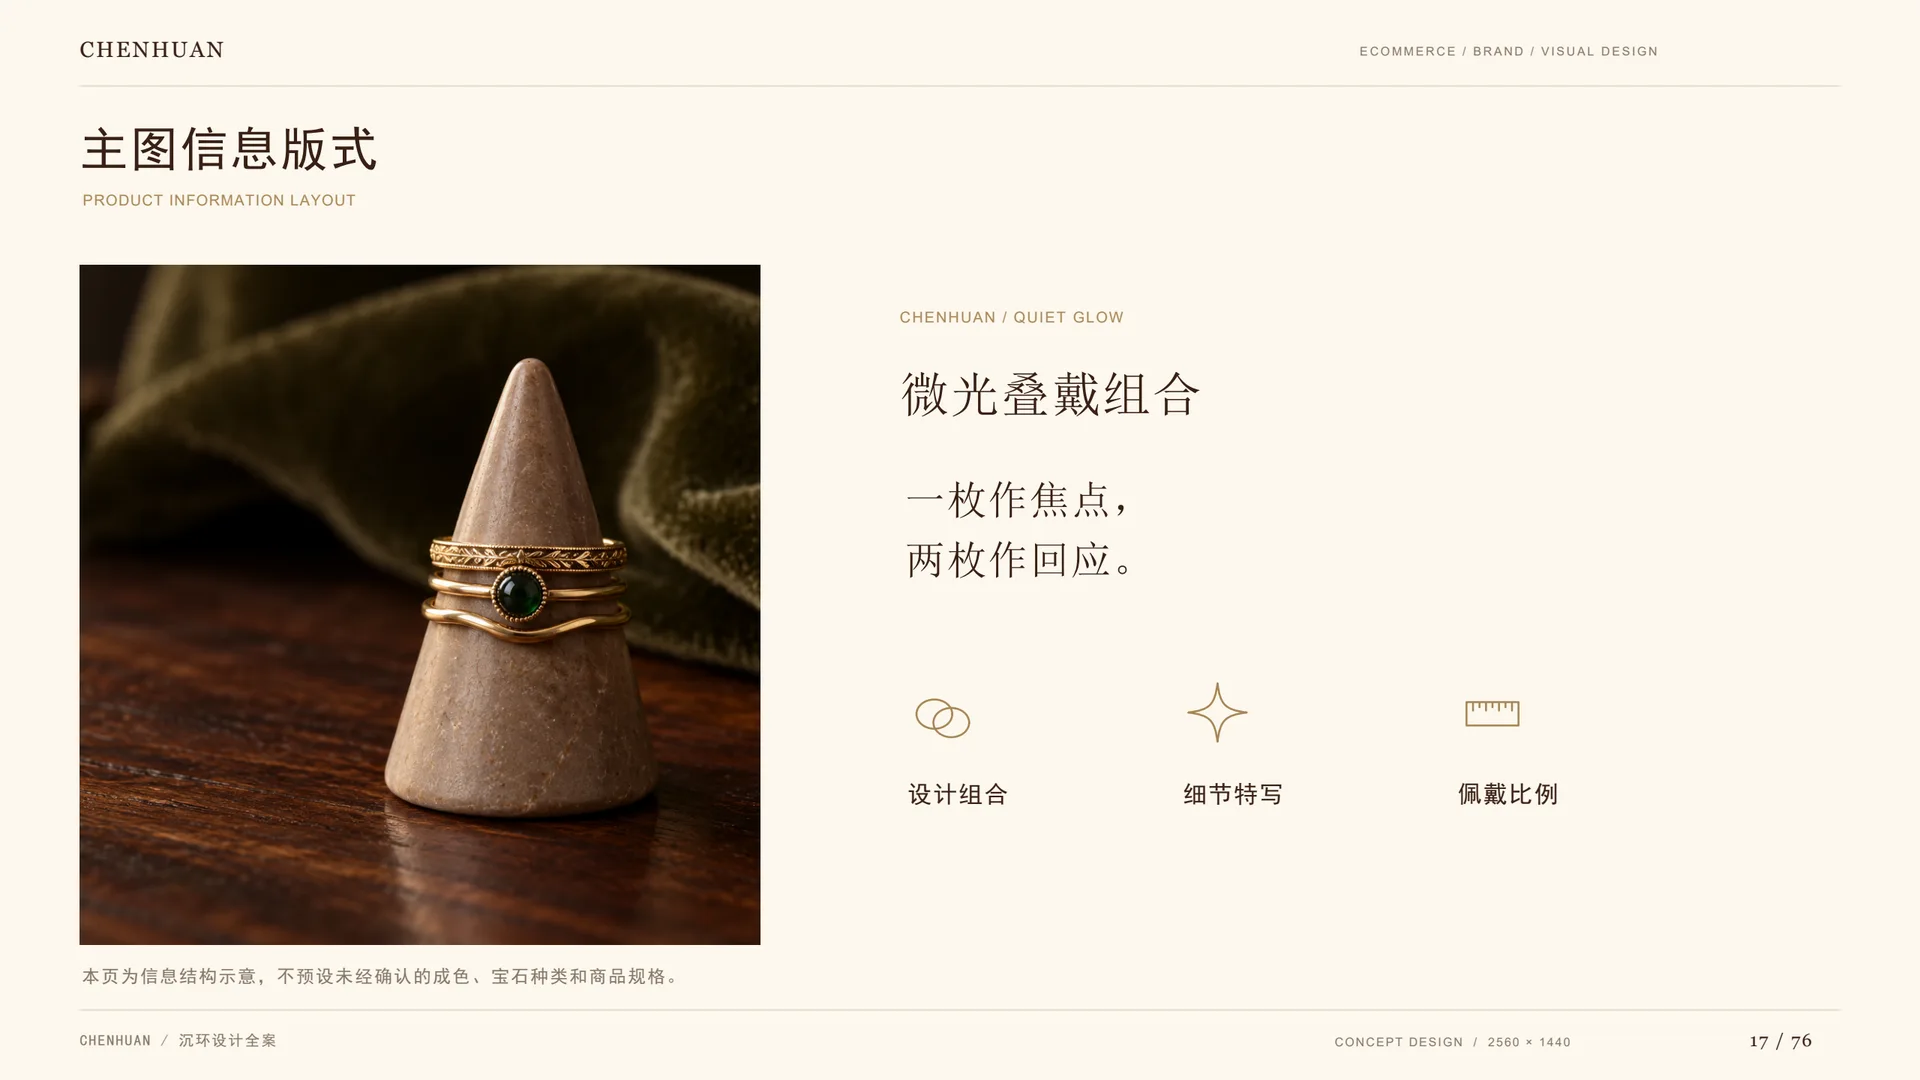 CHENHUAN
ECOMMERCE / BRAND / VISUAL DESIGN
主图信息版式
PRODUCT INFORMATION LAYOUT
CHENHUAN / QUIET GLOW
微光叠戴组合
一枚作焦点，
两枚作回应。
设计组合
细节特写
佩戴比例
本页为信息结构示意，不预设未经确认的成色、宝石种类和商品规格。
CHENHUAN / 沉环设计全案
CONCEPT DESIGN / 2560 × 1440
17 / 76